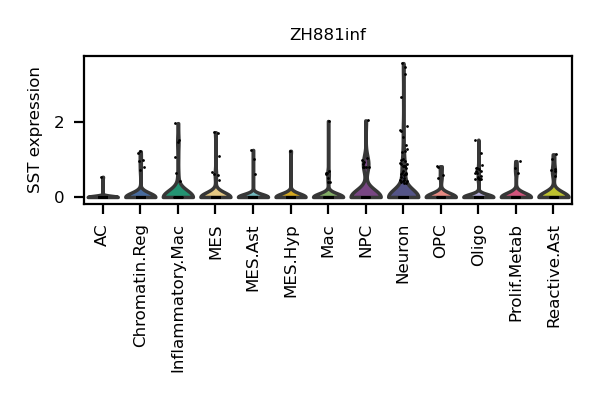 ZH881inf
SST expression
2
0
AC
Chromatin.Reg
Inflammatory.Mac
MES
MES.Ast
MES.Hyp
Mac
NPC
Neuron
OPC
Oligo
Prolif.Metab
Reactive.Ast